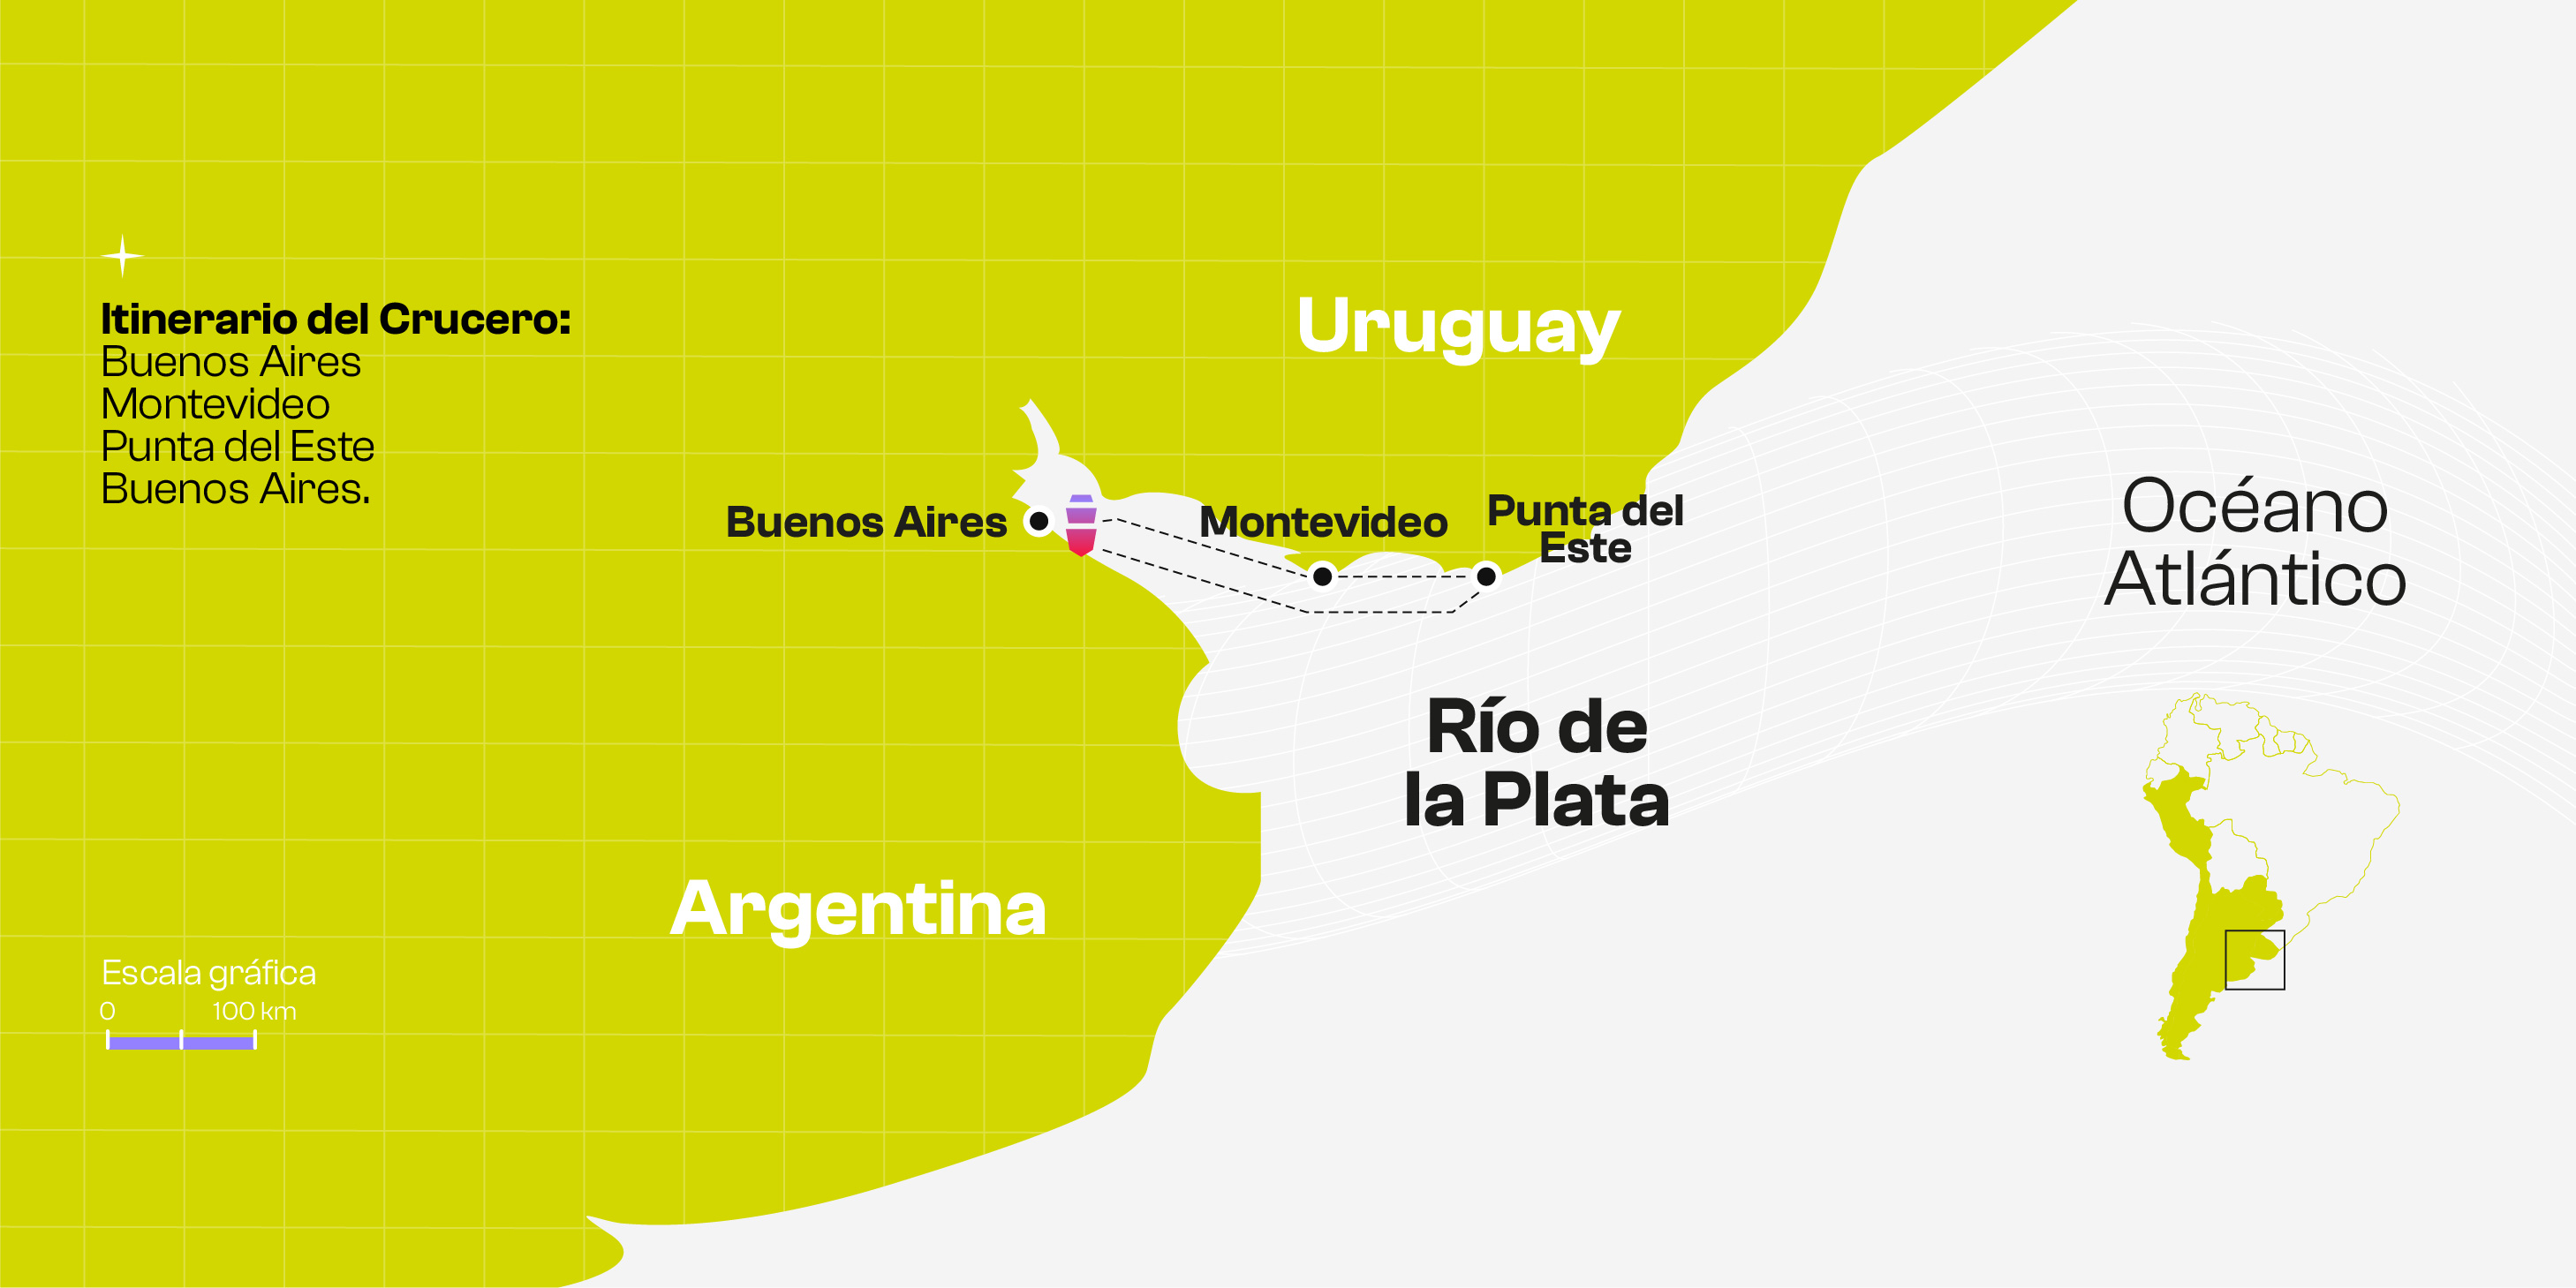 Itinerario del Crucero:
Buenos Aires
Montevideo
Punta del Este
Buenos Aires.
Uruguay
Buenos Aires
Montevideo
Punta del
Este
Océano
Atlántico
Río de
la Plata
Argentina
Escala gráfica
0 100 km